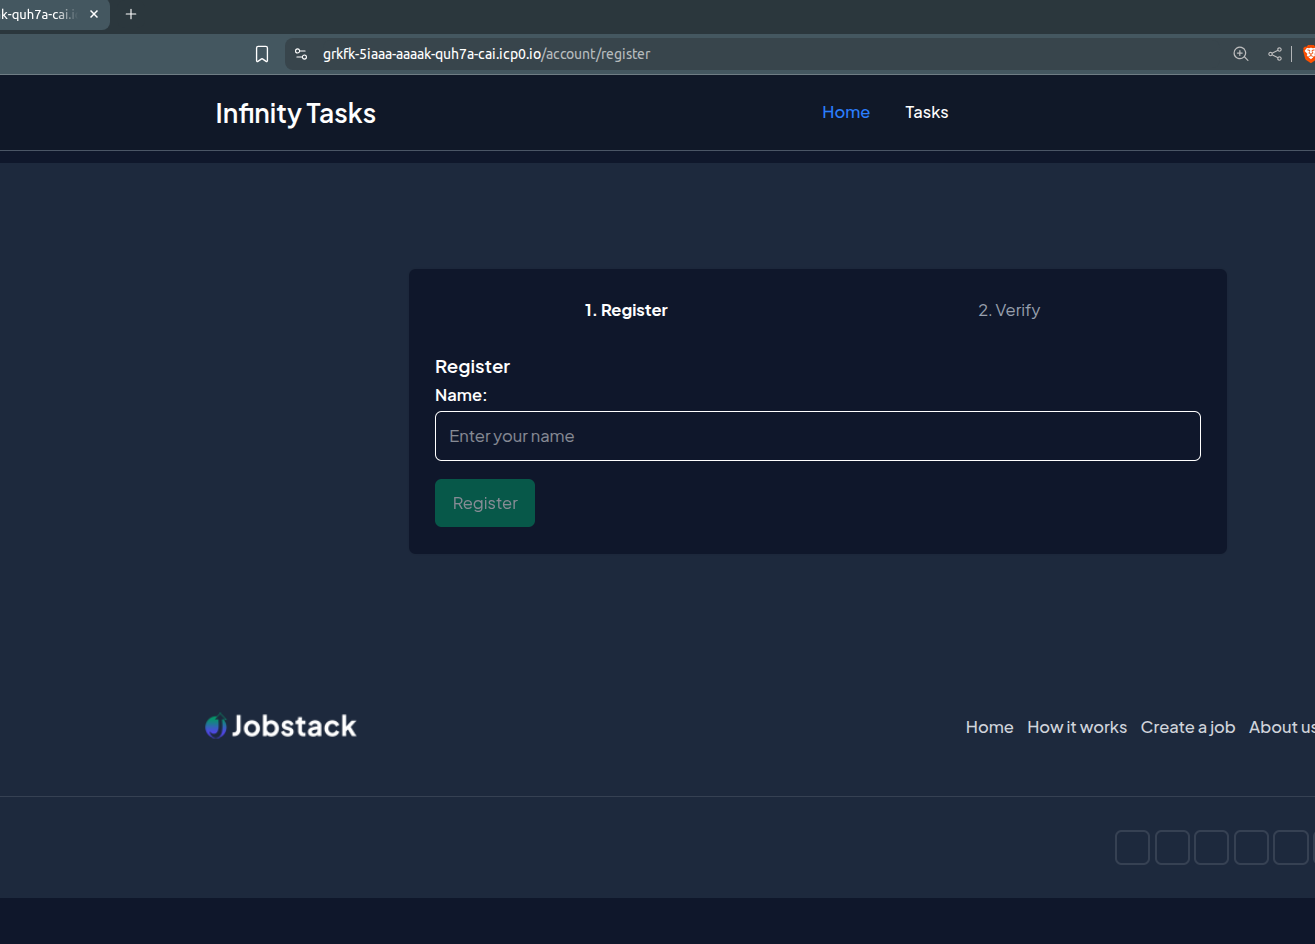 k-quh7a-cai.i
grkfk-5iaaa-aaaak-quh7a-cai.icp0.io/account/register
Infinity Tasks
Home Tasks
1. Register
2. Verify
Register
Name:
Enter your name
Register
Jobstack
Home How it works Create a job About us